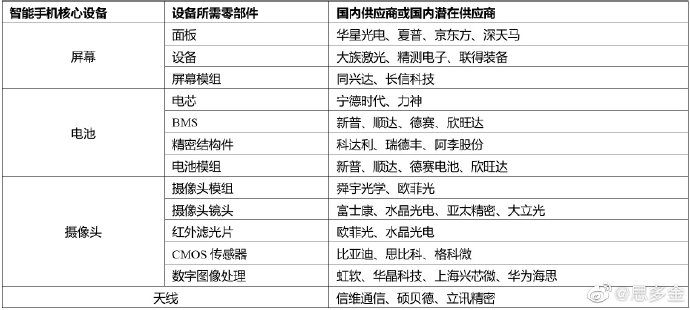 智能手机核心设备 设备所需零部件 国内供应商或国内潜在供应商
屏幕 面板 华星光电、夏普、京东方、深天马
设备 大族激光、精测电子、联得装备
屏幕模组 同兴达、长信科技
电池 电芯 宁德时代、力神
BMS 新普、顺达、德赛、欣旺达
精密结构件 科达利、瑞德丰、阿李股份
电池模组 新普、顺达、德赛电池、欣旺达
摄像头 摄像头模组 舜宇光学、欧菲光
摄像头镜头 富士康、水晶光电、亚太精密、大立光
红外滤光片 欧菲光、水晶光电
CMOS 传感器 比亚迪、思比科、格科微
数字图像处理 虹软、华晶科技、上海兴芯微、华为海思
天线 信维通信、硕贝德、立讯精密
@恩多金